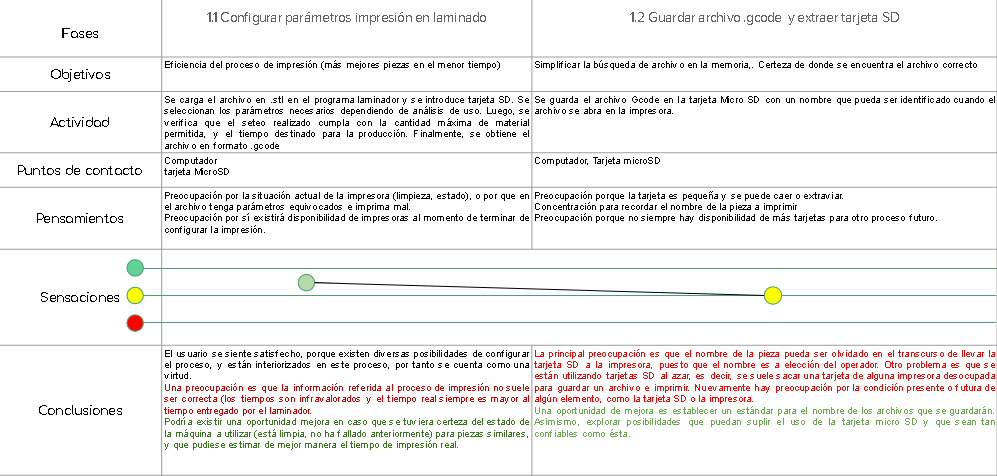 Fases
1.1 Configurar parámetros impresión en laminado
1.2 Guardar archivo .gcode y extraer tarjeta SD
Objetivos
Eficiencia del proceso de impresión (más mejores piezas en el menor tiempo)
Simplificar la búsqueda de archivo en la memoria,. Certeza de donde se encuentra el archivo correcto
Actividad
Se carga el archivo en .stl en el programa laminador y se introduce tarjeta SD. Se
seleccionan los parámetros necesarios dependiendo de análisis de uso. Luego, se
verifica que el seteo realizado cumpla con la cantidad máxima de material
permitida, y el tiempo destinado para la producción. Finalmente, se obtiene el
archivo en formato .gcode
Se guarda el archivo Gcode en la tarjeta Micro SD con un nombre que pueda ser identificado cuando el
archivo se abra en la impresora.
Puntos de contacto
Computador
tarjeta MicroSD
Computador, Tarjeta microSD
Pensamientos
Preocupación por la situación actual de la impresora (limpieza, estado), o por que en
el archivo tenga parámetros equivocados e imprima mal.
Preocupación por sí existirá disponibilidad de impresoras al momento de terminar de
configurar la impresión.
Preocupación porque la tarjeta es pequeña y se puede caer o extraviar.
Concentración para recordar el nombre de la pieza a imprimir
Preocupación porque no siempre hay disponibilidad de más tarjetas para otro proceso futuro.
Sensaciones
Conclusiones
El usuario se siente satisfecho, porque existen diversas posibilidades de configurar
el proceso, y están interiorizados en este proceso, por tanto se cuenta como una
virtud.
Una preocupación es que la información referida al proceso de impresión no suele
ser correcta (los tiempos son infravalorados y el tiempo real siempre es mayor al
tiempo entregado por el laminador.
Podría existir una oportunidad mejora en caso que se tuviera certeza del estado de
la máquina a utilizar (está limpia, no ha fallado anteriormente) para piezas similares,
y que pudiese estimar de mejor manera el tiempo de impresión real.
La principal preocupación es que el nombre de la pieza pueda ser olvidado en el transcurso de llevar la
tarjeta SD a la impresora, puesto que el nombre es a elección del operador. Otro problema es que se
están utilizando tarjetas SD al azar, es decir, se suele sacar una tarjeta de alguna impresora desocupada
para guardar un archivo e imprimir. Nuevamente hay preocupación por la condición presente o futura de
algún elemento, como la tarjeta SD o la impresora.
Una oportunidad de mejora es establecer un estándar para el nombre de los archivos que se guardarán.
Asimismo, explorar posibilidades que puedan suplir el uso de la tarjeta micro SD y que sean tan
confiables como ésta.